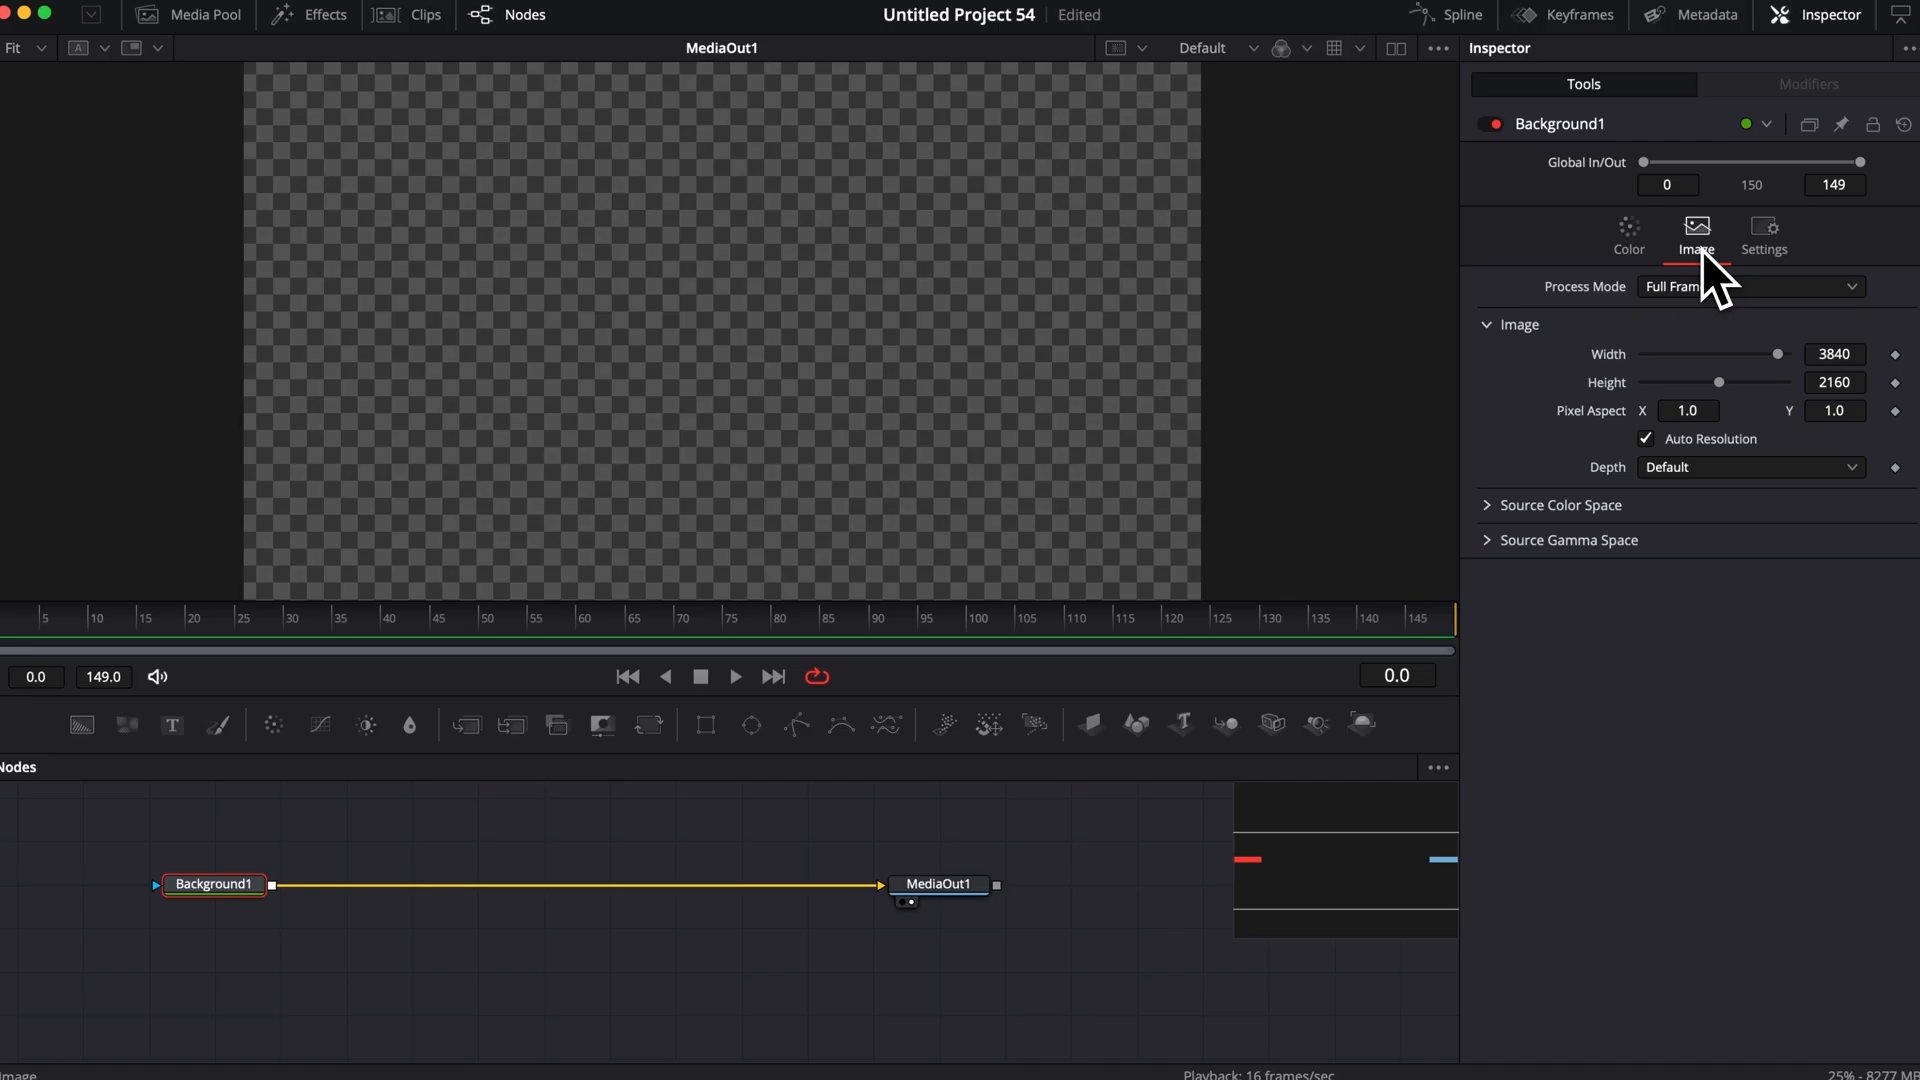 Media Pool
Effects
Clips
Nodes
Untitled Project 54
Edited
Spline
Keyframes
Metadata
Inspector
Fit
A
MediaOut1
Default
Inspector
Tools
Modifiers
Background1
Global In/Out
0
150
149
Color
Image
Settings
Process Mode
Full Fram
Image
Width
3840
Height
2160
Pixel Aspect X 1.0 Y 1.0
Auto Resolution
Depth
Default
Source Color Space
Source Gamma Space
5 10 15 20 25 30 35 40 45 50 55 60 65 70 75 80 85 90 95 100 105 110 115 120 125 130 135 140 145
0.0
149.0
0.0
T
T
Nodes
Background1
MediaOut1
Image
Playback: 16 frames/sec
25% - 8277 MB